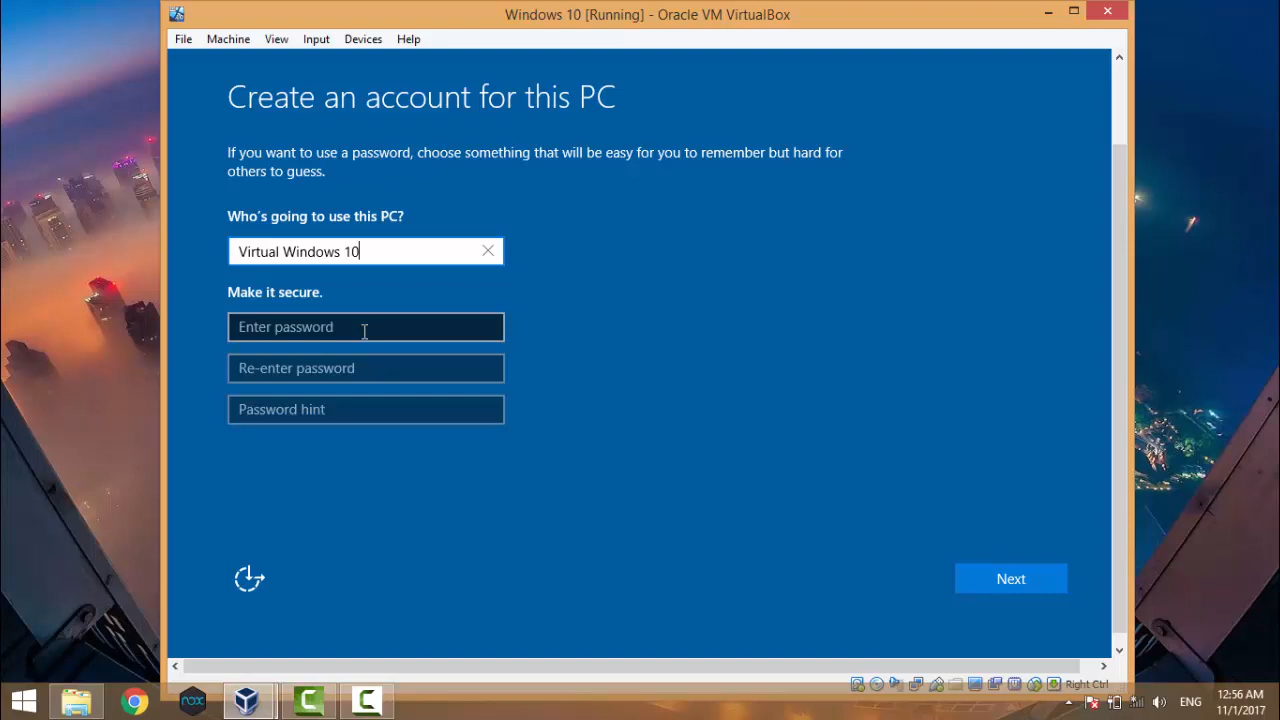 Windows 10 [Running] - Oracle VM VirtualBox
File Machine View Input Devices Help
Create an account for this PC
If you want to use a password, choose something that will be easy for you to remember but hard for
others to guess.
Who's going to use this PC?
Virtual Windows 10
Make it secure.
Enter password
Re-enter password
Password hint
Next
Right Ctrl
nox
C
C
ENG
12:56 AM
11/1/2017